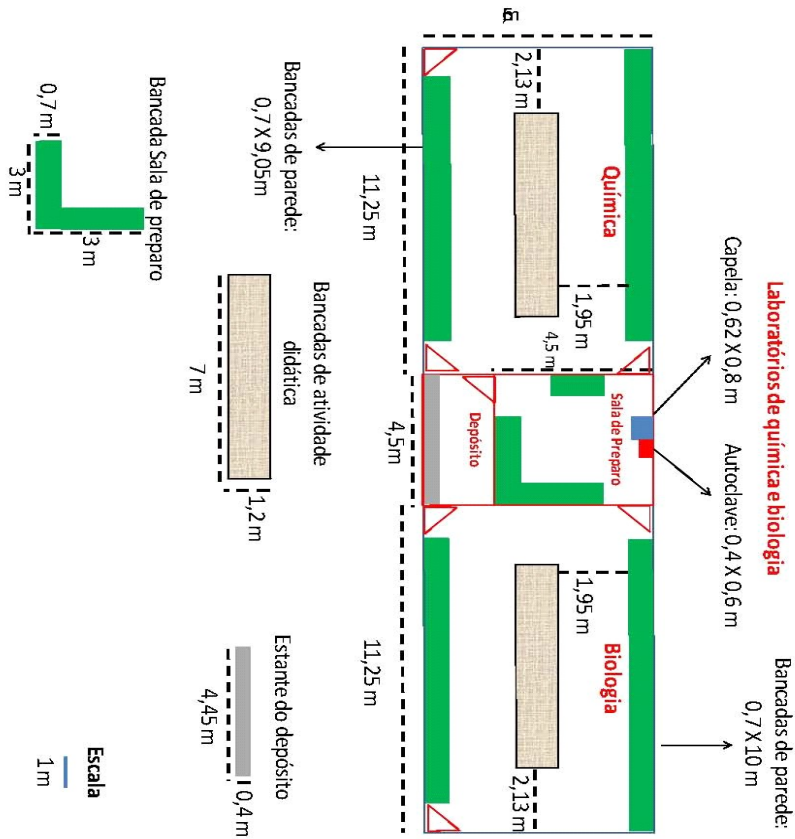 Laboratórios de química e biologia
Capela: 0,62 X 0,8 m
Autoclave: 0,4 X 0,6 m
Bancadas de parede:
0,7 X 10 m
Química
2,13 m
1,95 m
4,5 m
Sala de Preparo
Depósito
Biologia
1,95 m
2,13 m
11,25 m
4,5m
11,25 m
Bancadas de parede:
0,7 X 9,05m
Bancadas de atividade
didática
7 m
1,2 m
Estante do depósito
4,45 m
0,4 m
Bancada Sala de preparo
0,7 m
3 m
3 m
Escala
1 m